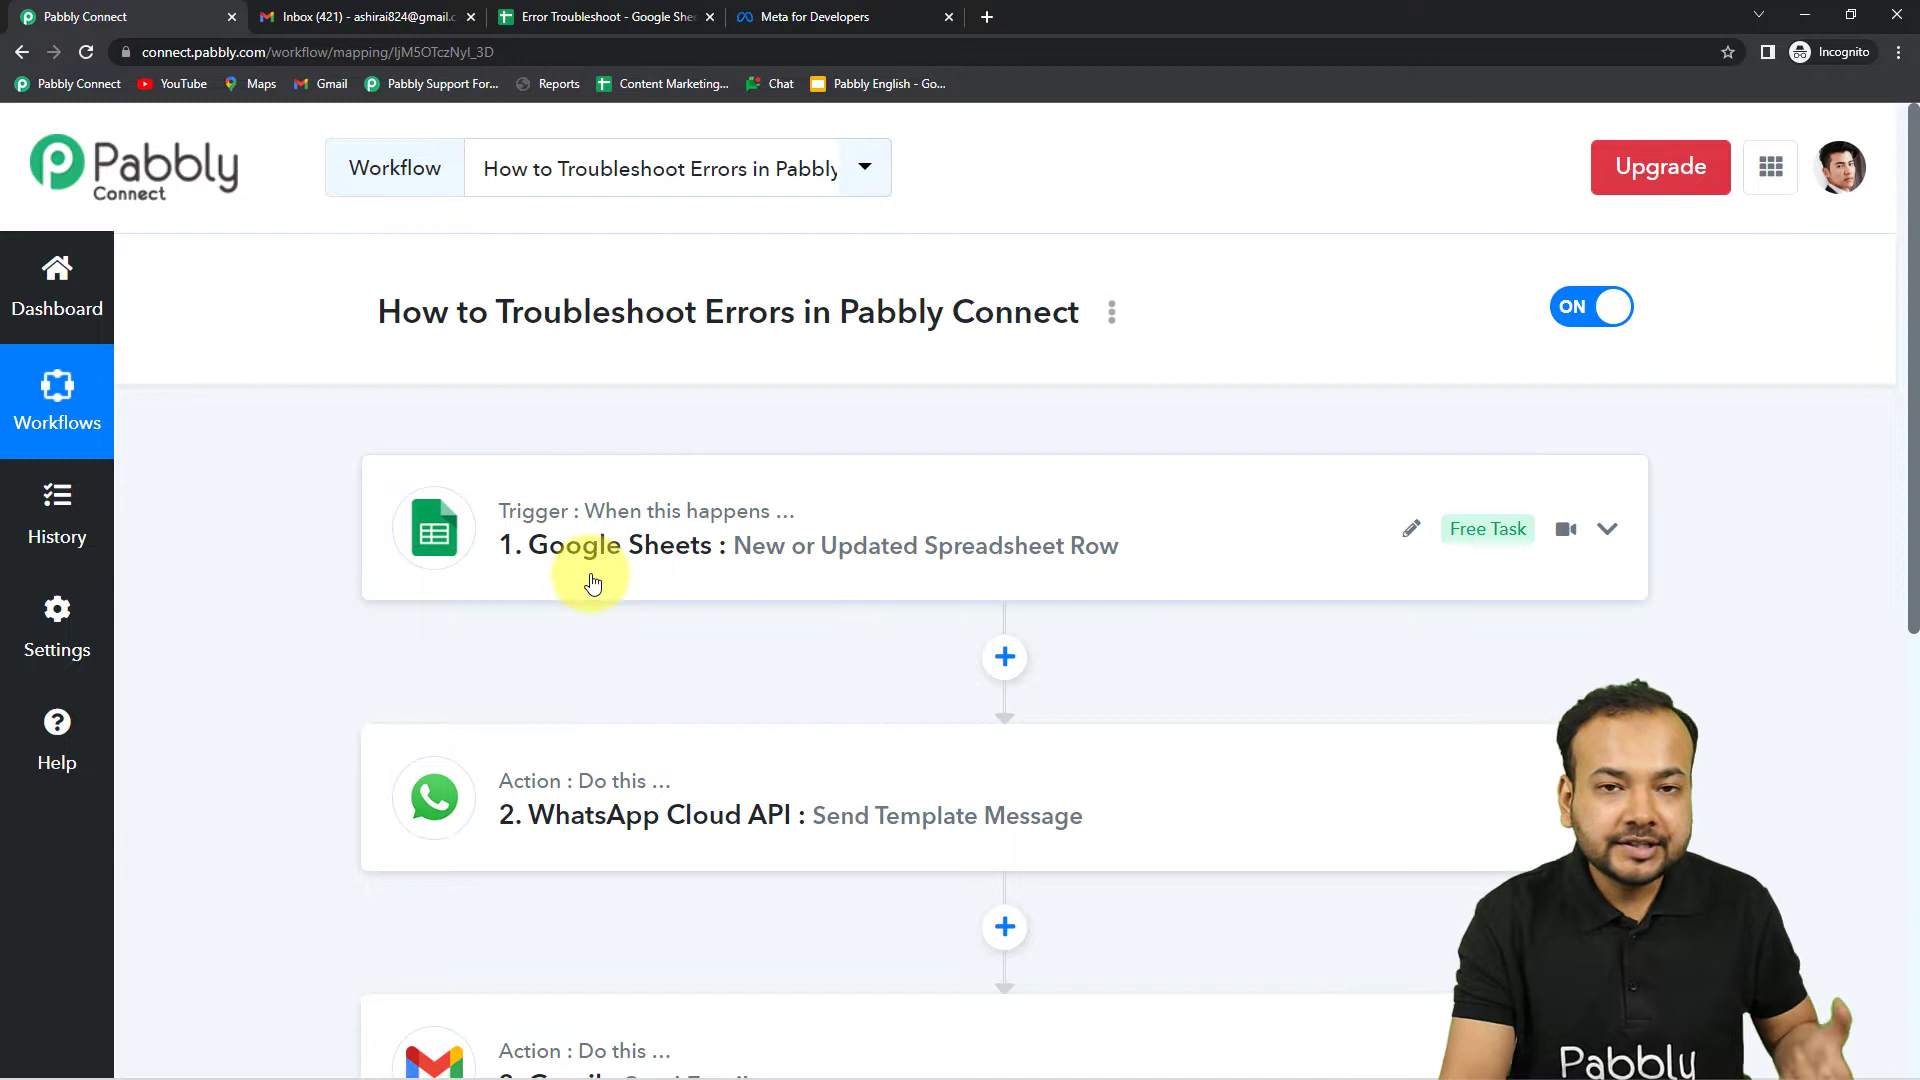 Pabbly Connect
Inbox (421) - ashirai824@gmail.c
Error Troubleshoot - Google She
Meta for Developers
connect.pabbly.com/workflow/mapping/IjM5OTczNyI_3D
Incognito
Pabbly Connect
YouTube
Maps
Gmail
Pabbly Support For...
Reports
Content Marketing...
Chat
Pabbly English - Go...
Pabbly
Connect
Workflow
How to Troubleshoot Errors in Pabbly
Upgrade
Dashboard
Workflows
History
Settings
Help
How to Troubleshoot Errors in Pabbly Connect
ON
Trigger : When this happens ...
1. Google Sheets : New or Updated Spreadsheet Row
Free Task
Action : Do this ...
2. WhatsApp Cloud API : Send Template Message
Action : Do this ...
Pabbly